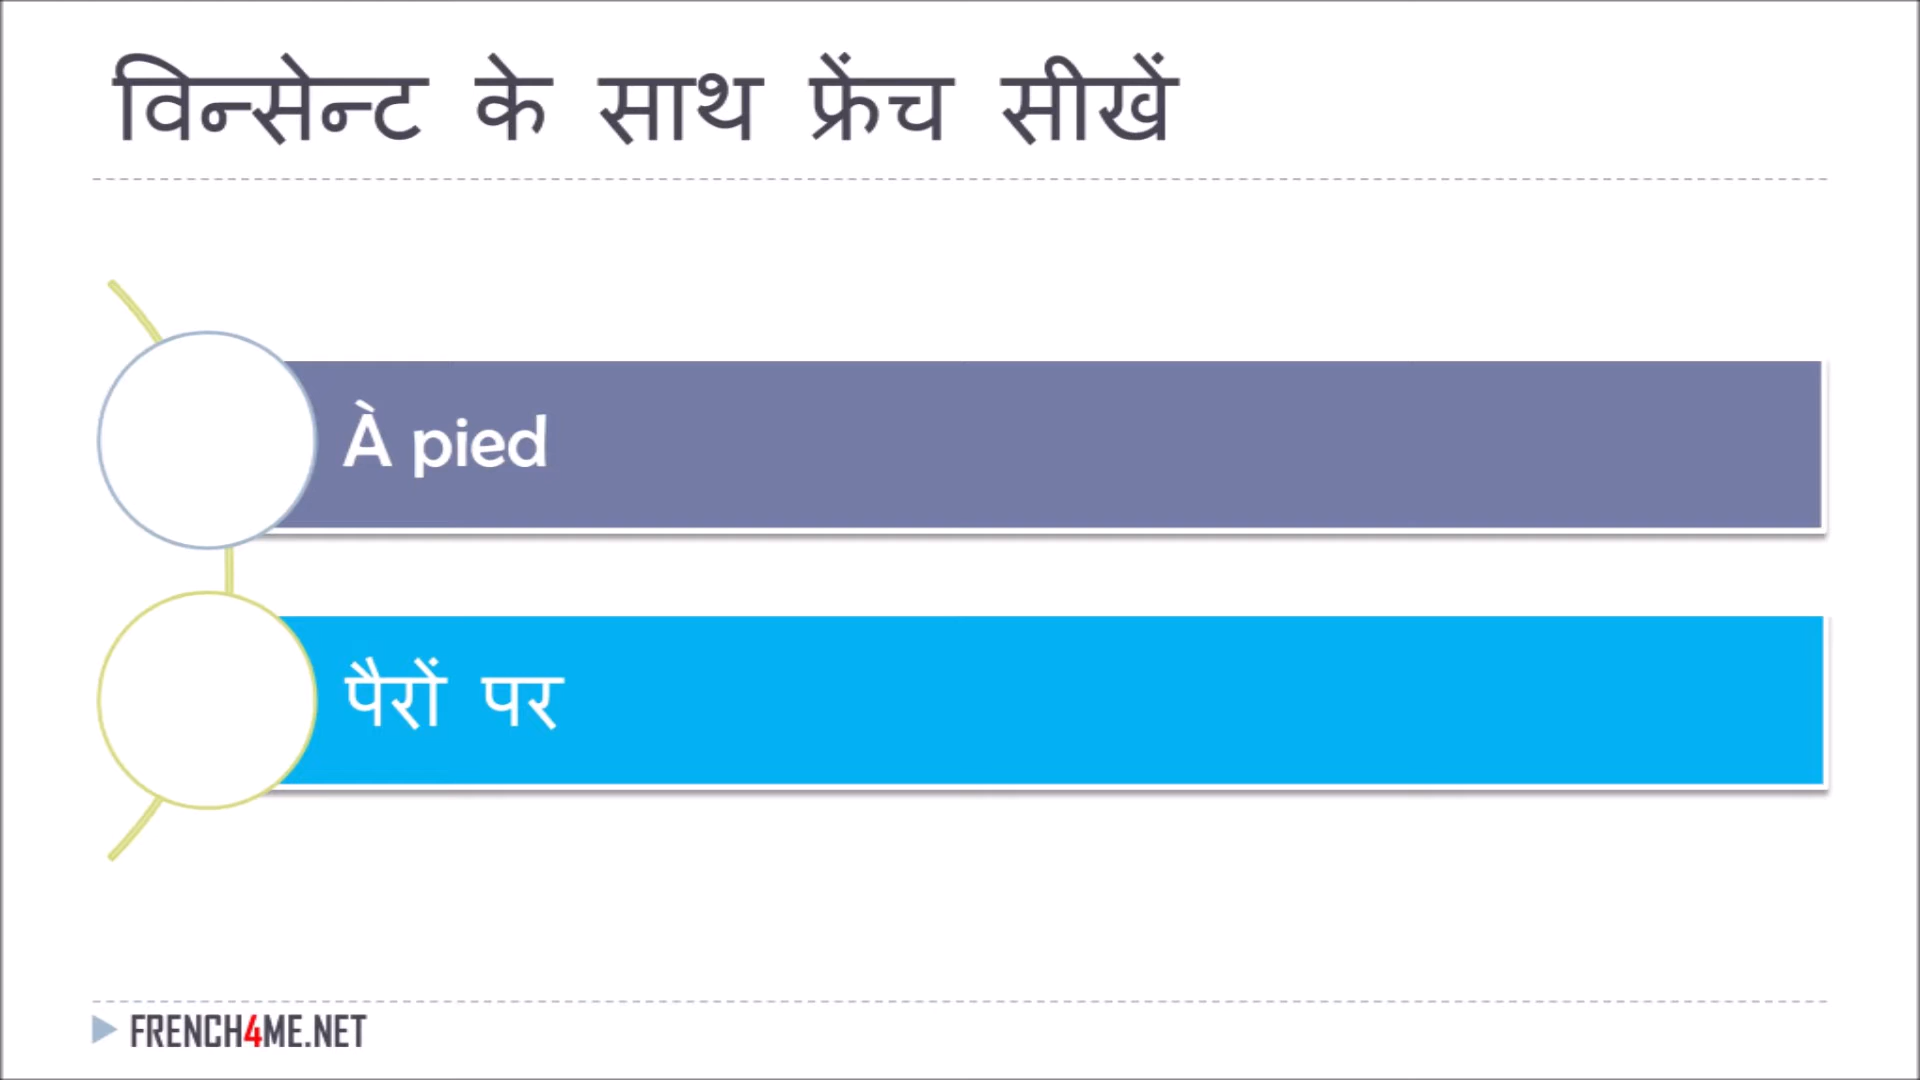 विन्सेन्ट के साथ फ्रेंच सीखें
À pied
पैरों पर
FRENCH4ME.NET